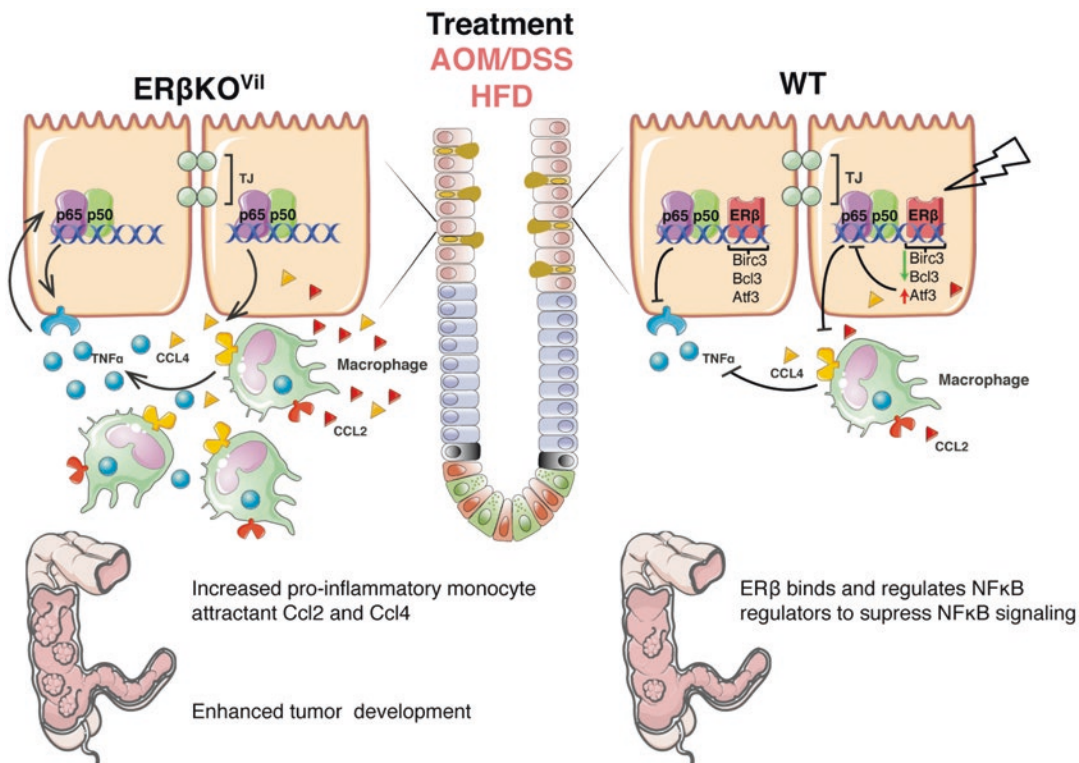 Treatment
AOM/DSS
HFD
ERβKO^Vil
WT
TJ
p65 p50
p65 p50
TNFα
CCL4
Macrophage
CCL2
TJ
p65 p50 ERβ
Birc3
Bcl3
Atf3
p65 p50 ERβ
Birc3
Bcl3
Atf3
TNFα
CCL4
Macrophage
CCL2
Increased pro-inflammatory monocyte
attractant Ccl2 and Ccl4
Enhanced tumor development
ERβ binds and regulates NFκB
regulators to supress NFκB signaling